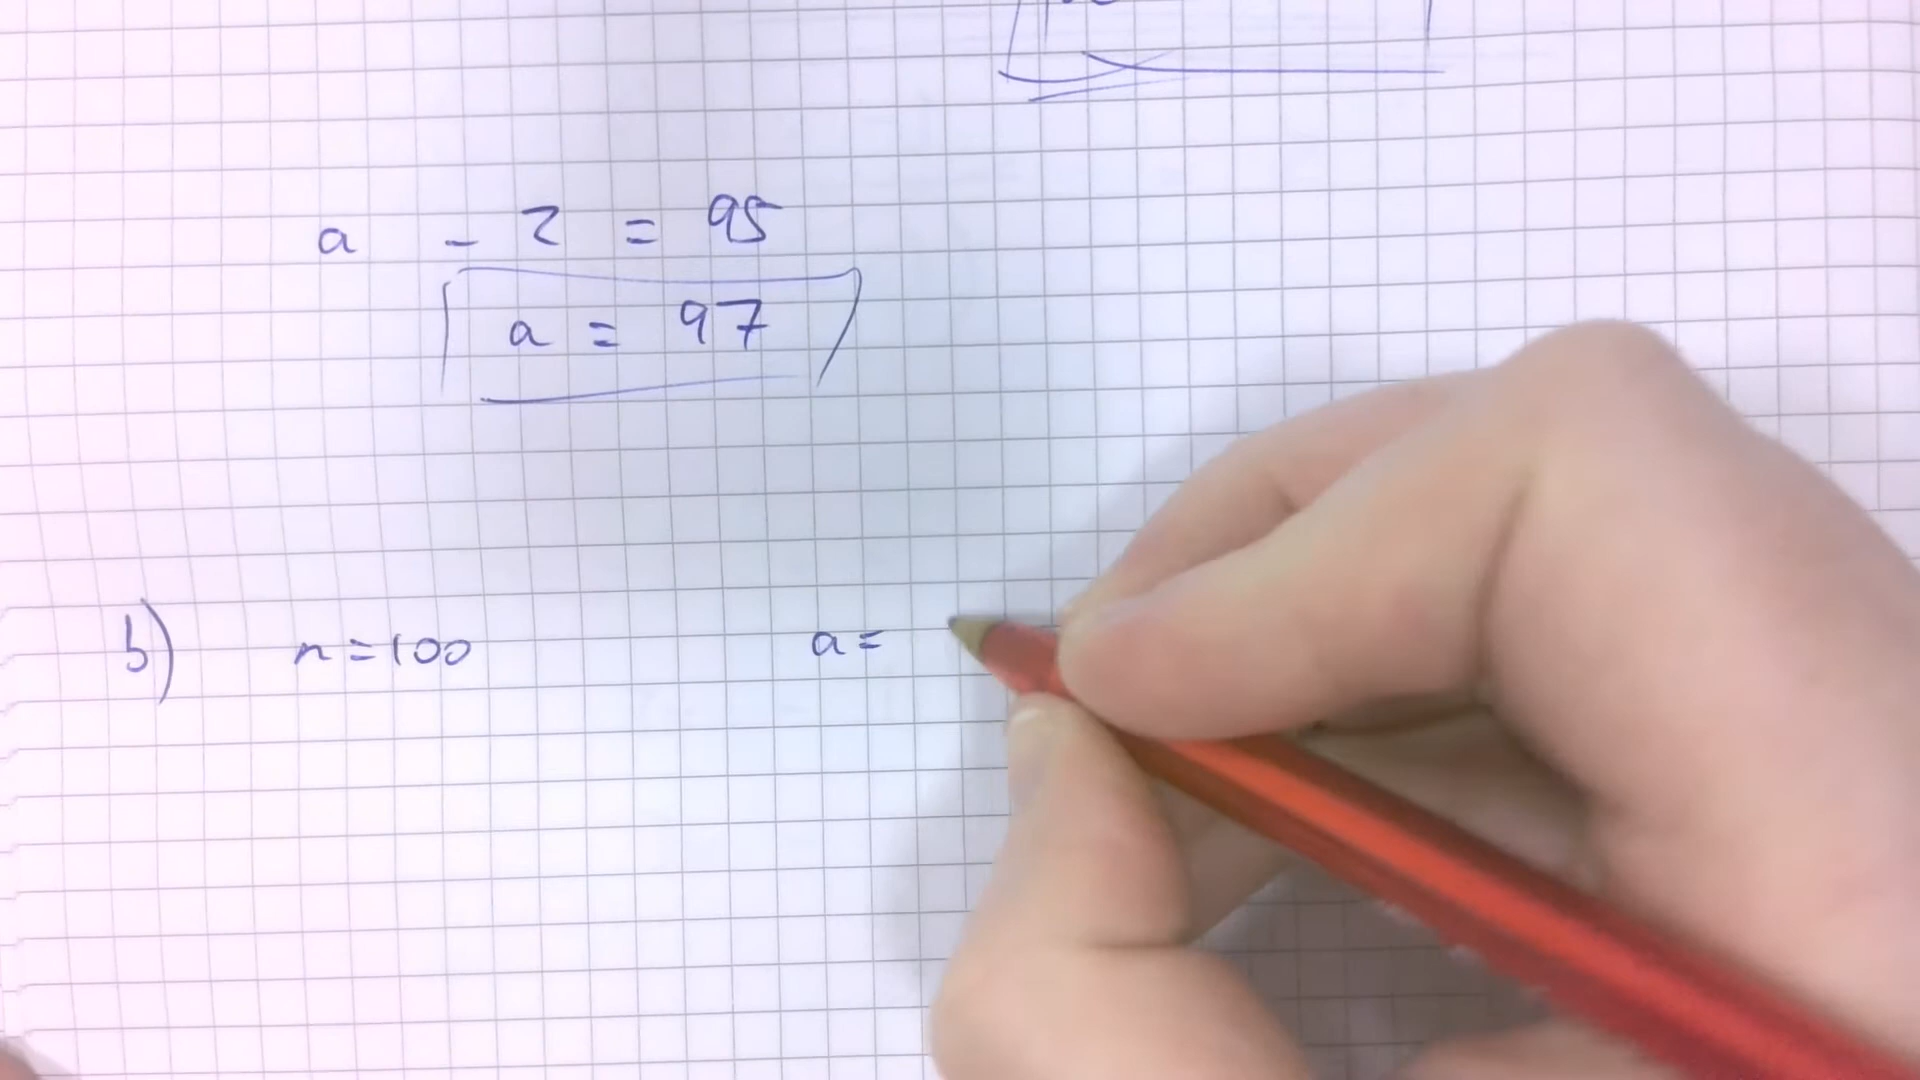 a - 2 = 95
a = 97
b) n=100 a=